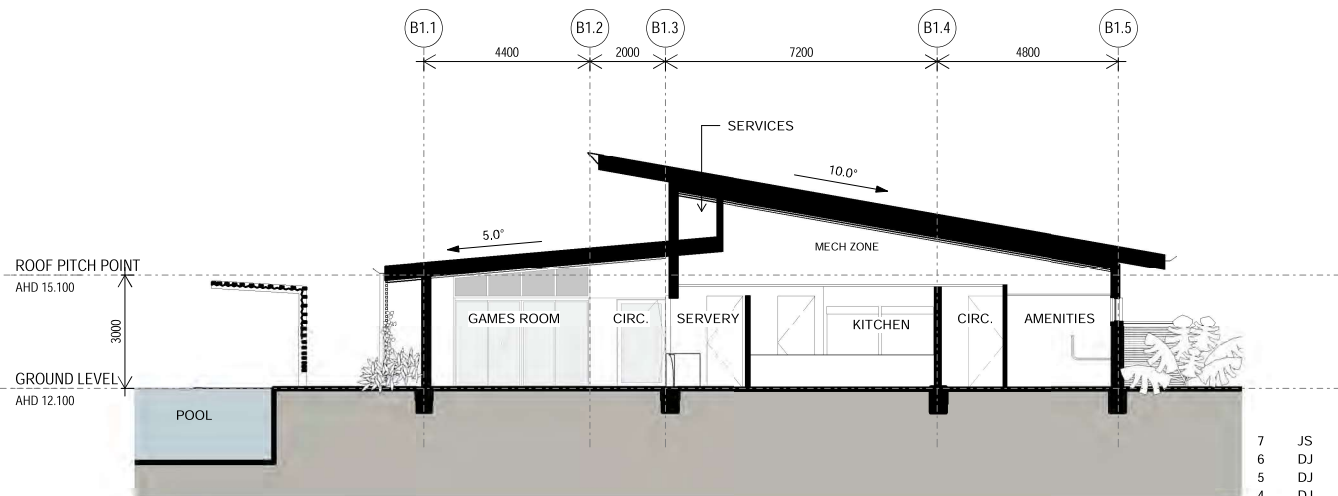 B1.1 B1.2 B1.3 B1.4 B1.5
4400 2000 7200 4800
SERVICES
10.0°
5.0°
MECH ZONE
ROOF PITCH POINT
AHD 15.100
3000
GAMES ROOM CIRC. SERVERY KITCHEN CIRC. AMENITIES
GROUND LEVEL
AHD 12.100
POOL
7 JS
6 DJ
5 DJ
4 DJ